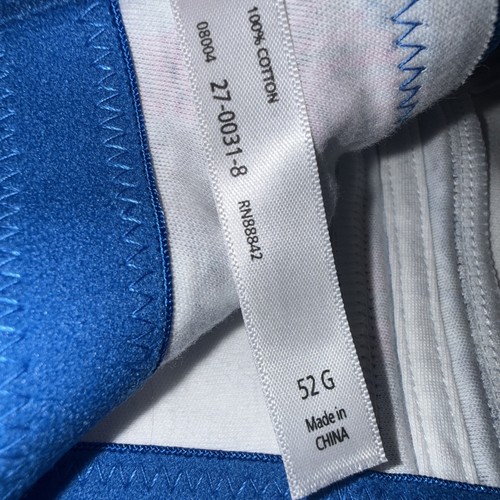 100% COTTON
08004
27-0031-8
RN88842
52 G
Made in
CHINA